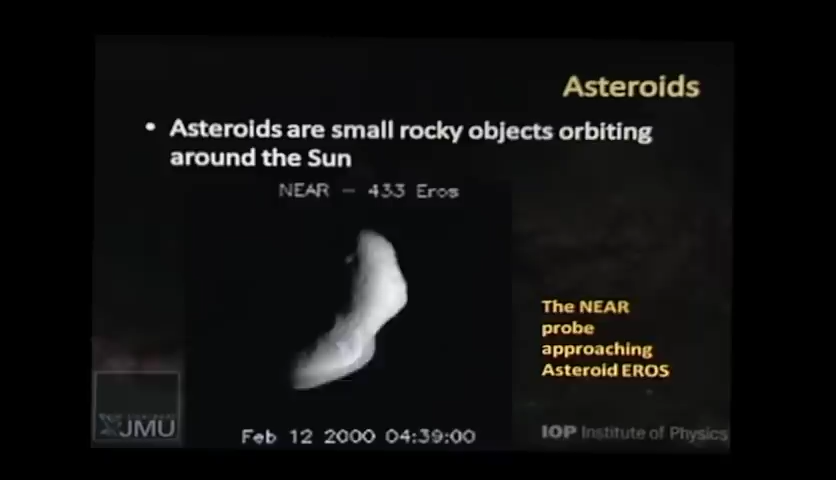 Asteroids
• Asteroids are small rocky objects orbiting
around the Sun
NEAR - 433 Eros
The NEAR
probe
approaching
Asteroid EROS
JMU
Feb 12 2000 04:39:00
IOP Institute of Physics